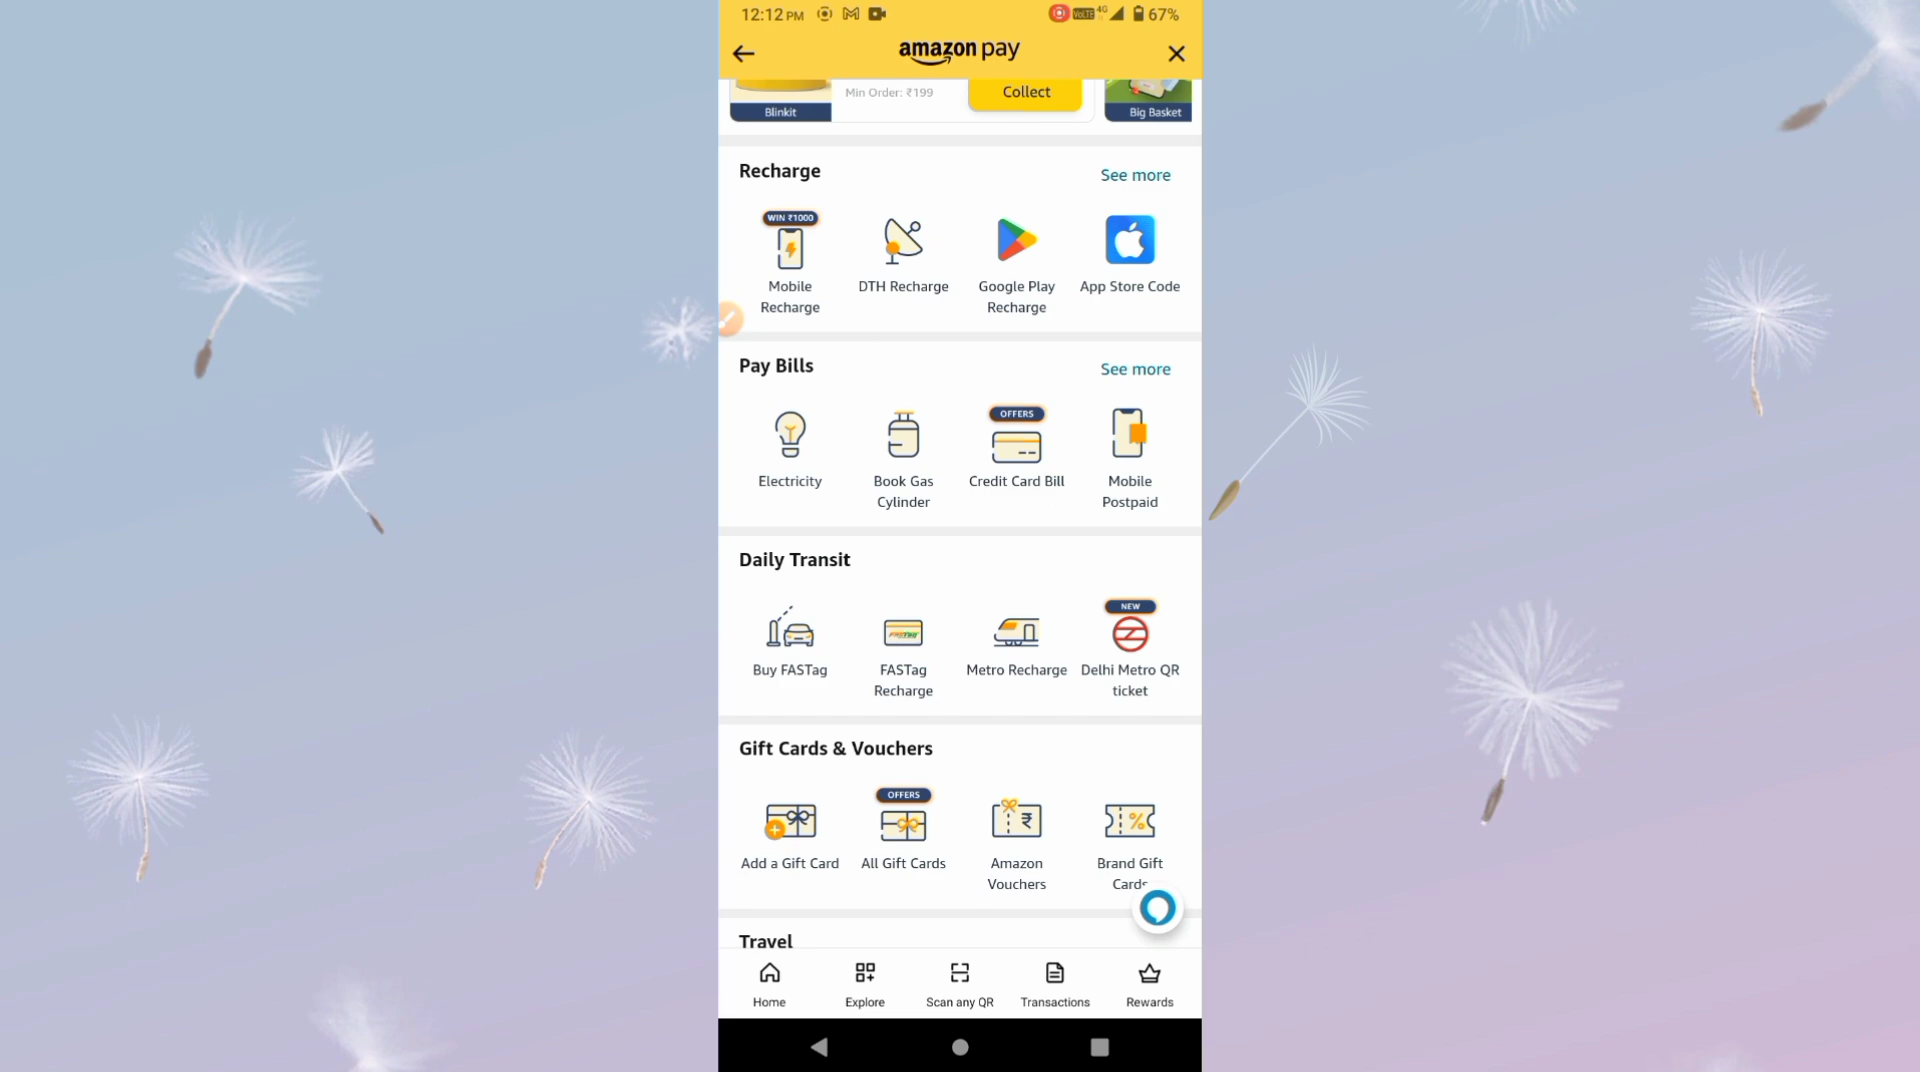 12:12 PM
VoLTE 4G 67%
amazon pay
Min Order: ₹199
Collect
Blinkit
Big Basket
Recharge
See more
WIN ₹1000
Mobile
Recharge
DTH Recharge
Google Play
Recharge
App Store Code
Pay Bills
See more
OFFERS
Electricity
Book Gas
Cylinder
Credit Card Bill
Mobile
Postpaid
Daily Transit
NEW
FASTag
Buy FASTag
FASTag
Recharge
Metro Recharge
Delhi Metro QR
ticket
Gift Cards & Vouchers
OFFERS
Add a Gift Card
All Gift Cards
Amazon
Vouchers
Brand Gift
Cards
Travel
Home
Explore
Scan any QR
Transactions
Rewards